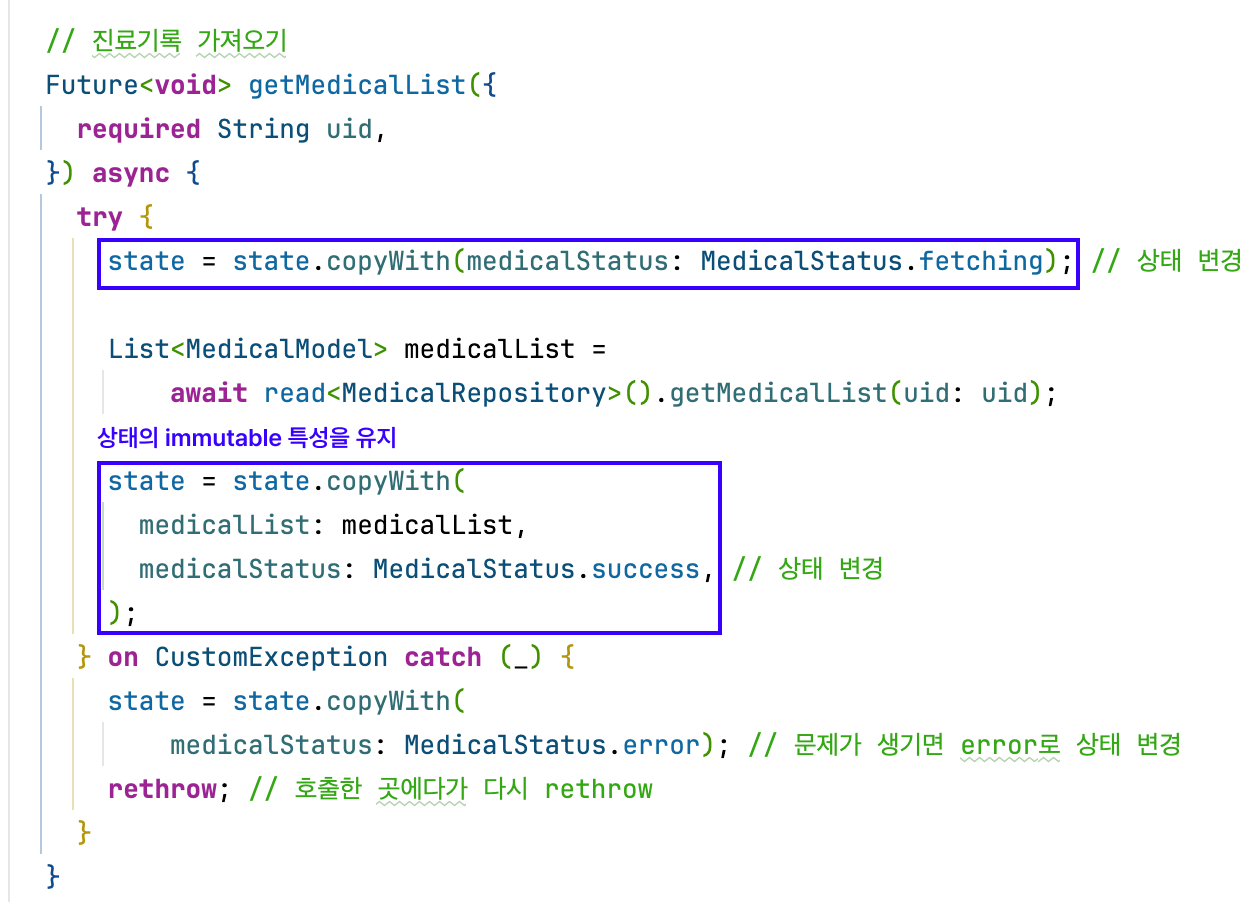 // 진료기록 가져오기
Future<void> getMedicalList({
  required String uid,
}) async {
  try {
    state = state.copyWith(medicalStatus: MedicalStatus.fetching); // 상태 변경
    List<MedicalModel> medicalList =
        await read<MedicalRepository>().getMedicalList(uid: uid);
상태의 immutable 특성을 유지
    state = state.copyWith(
      medicalList: medicalList,
      medicalStatus: MedicalStatus.success, // 상태 변경
    );
  } on CustomException catch (_) {
    state = state.copyWith(
        medicalStatus: MedicalStatus.error); // 문제가 생기면 error로 상태 변경
    rethrow; // 호출한 곳에다가 다시 rethrow
  }
}